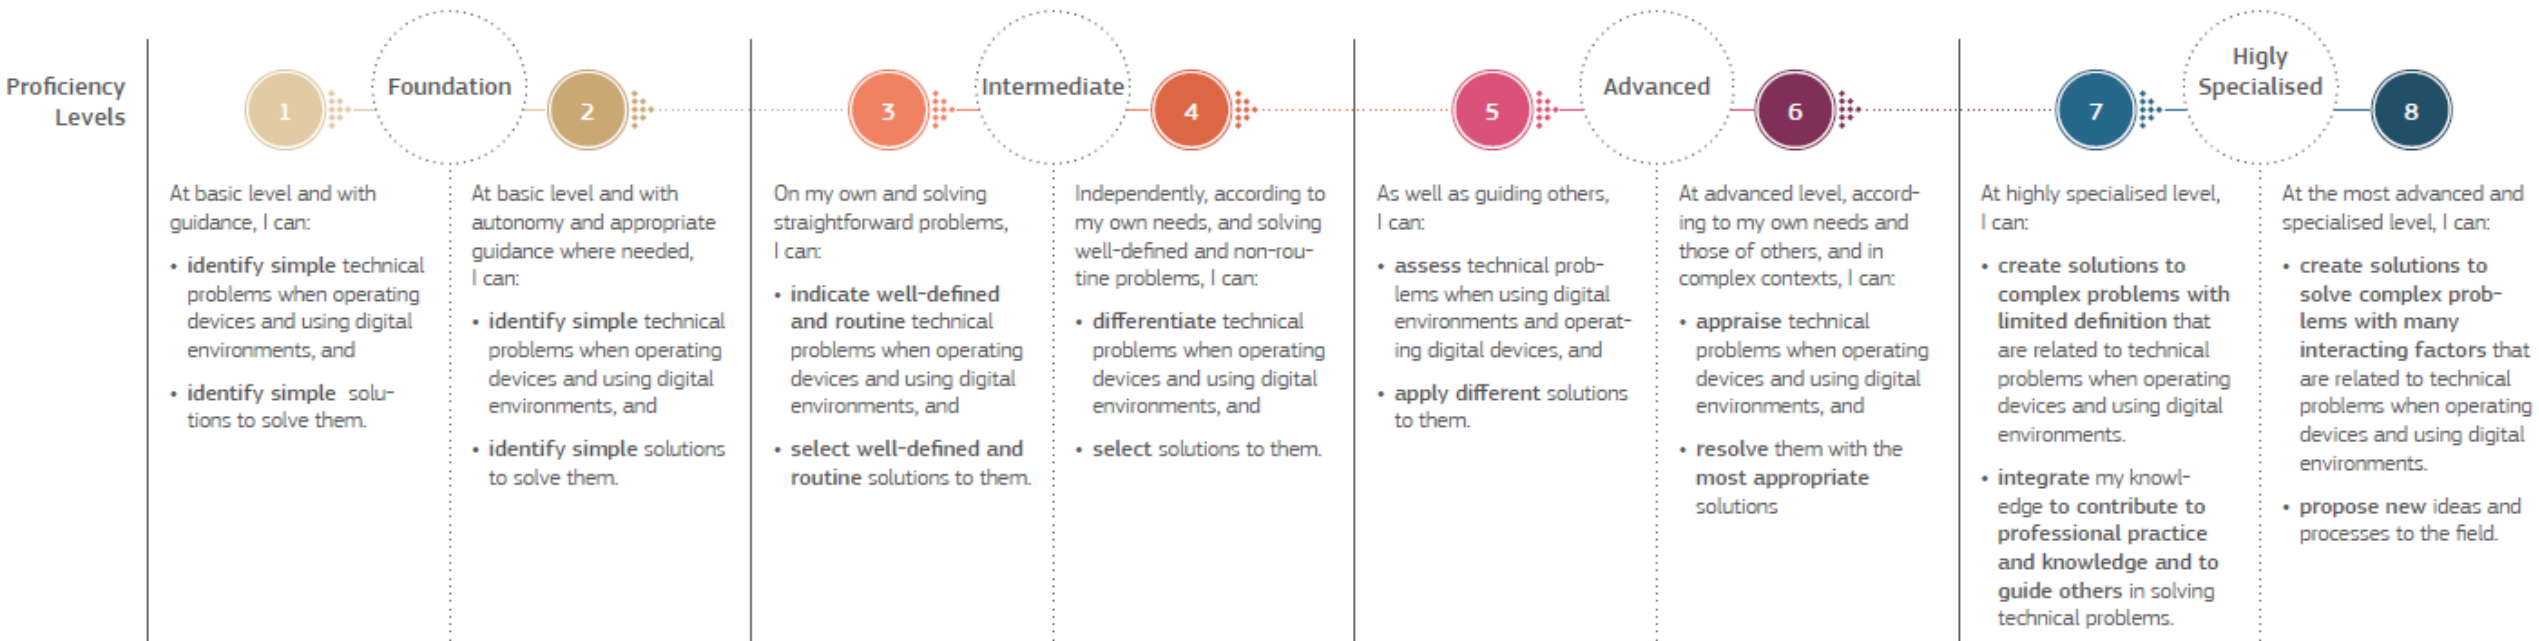 Proficiency
Levels
1
Foundation
2
3
Intermediate
4
5
Advanced
6
7
Higly
Specialised
8
At basic level and with
guidance, I can:
• identify simple technical
problems when operating
devices and using digital
environments, and
• identify simple solu-
tions to solve them.
At basic level and with
autonomy and appropriate
guidance where needed,
I can:
• identify simple technical
problems when operating
devices and using digital
environments, and
• identify simple solutions
to solve them.
On my own and solving
straightforward problems,
I can:
• indicate well-defined
and routine technical
problems when operating
devices and using digital
environments, and
• select well-defined and
routine solutions to them.
Independently, according to
my own needs, and solving
well-defined and non-rou-
tine problems, I can:
• differentiate technical
problems when operating
devices and using digital
environments, and
• select solutions to them.
As well as guiding others,
I can:
• assess technical prob-
lems when using digital
environments and operat-
ing digital devices, and
• apply different solutions
to them.
At advanced level, accord-
ing to my own needs and
those of others, and in
complex contexts, I can:
• appraise technical
problems when operating
devices and using digital
environments, and
• resolve them with the
most appropriate
solutions
At highly specialised level,
I can:
• create solutions to
complex problems with
limited definition that
are related to technical
problems when operating
devices and using digital
environments.
• integrate my knowl-
edge to contribute to
professional practice
and knowledge and to
guide others in solving
technical problems.
At the most advanced and
specialised level, I can:
• create solutions to
solve complex prob-
lems with many
interacting factors that
are related to technical
problems when operating
devices and using digital
environments.
• propose new ideas and
processes to the field.